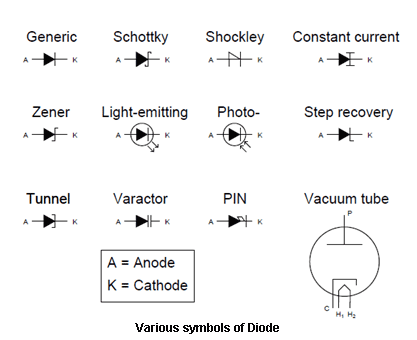 Generic Schottky Shockley Constant current
A K A K A K A K
Zener Light-emitting Photo- Step recovery
A K A K A K A K
Tunnel Varactor PIN Vacuum tube
P
A K A K A K
A = Anode
K = Cathode
C H1 H2
Various symbols of Diode